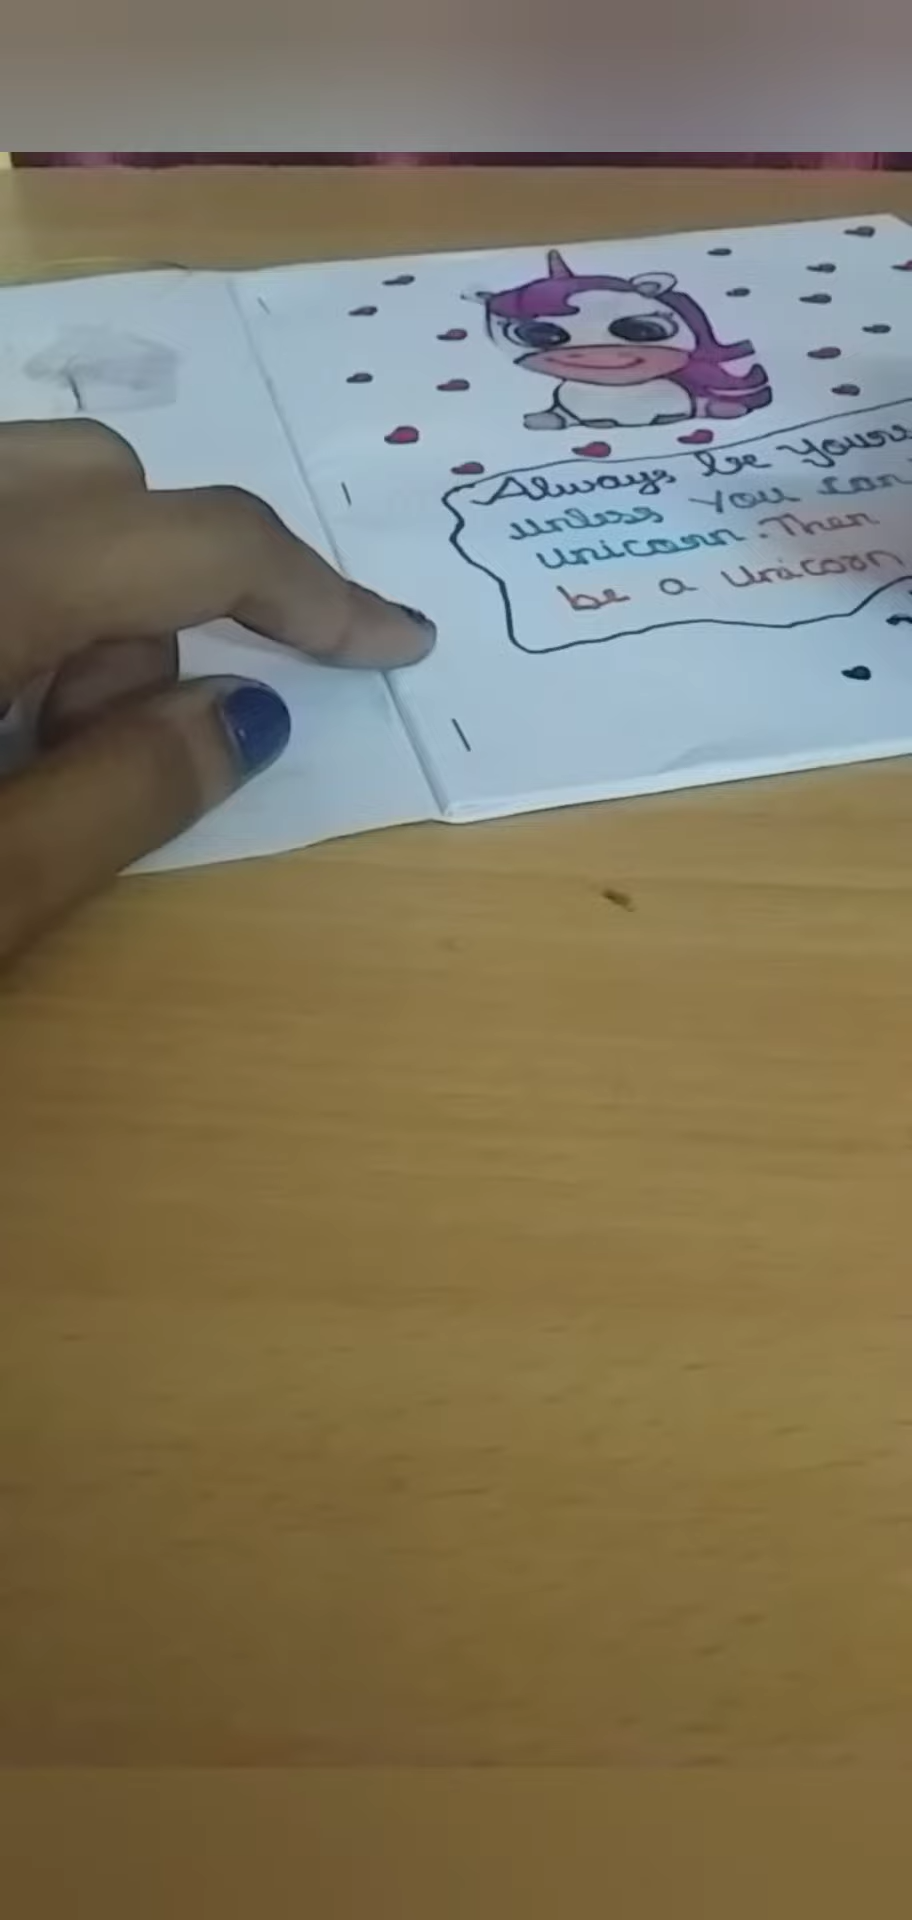 Always be yours
unless you can'
unicorn. Then
be a unicorn